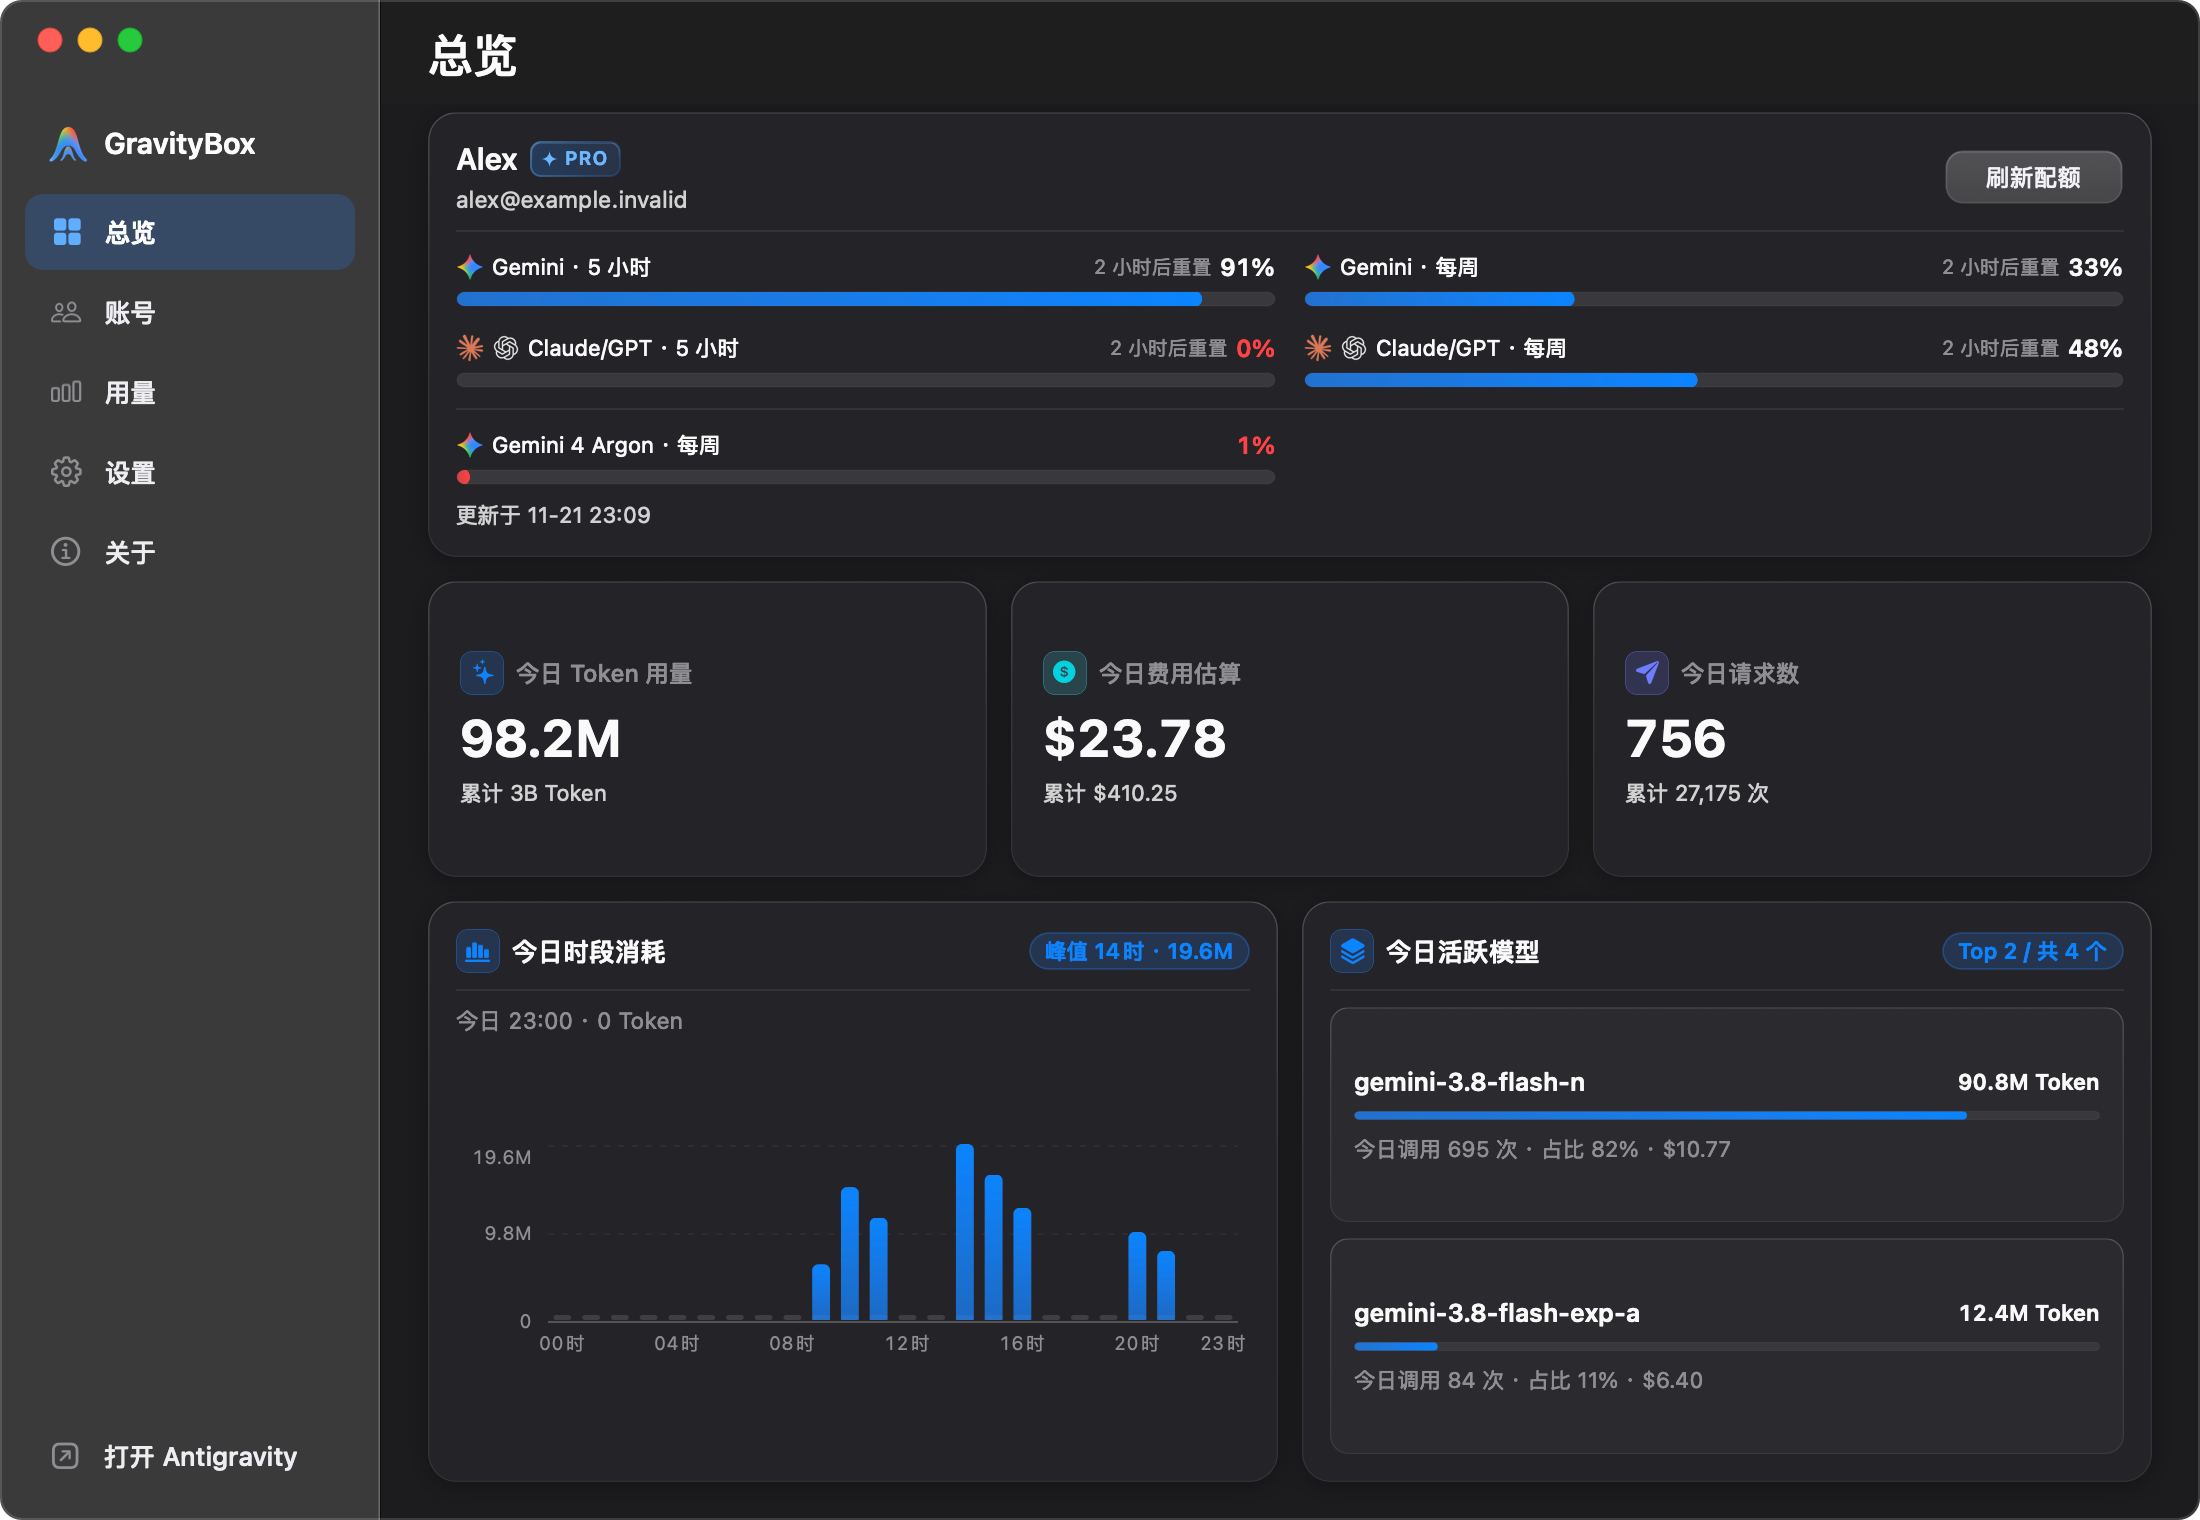 总览
GravityBox
总览
账号
用量
设置
关于
打开 Antigravity
Alex PRO
alex@example.invalid
刷新配额
Gemini · 5 小时 2 小时后重置 91%
Gemini · 每周 2 小时后重置 33%
Claude/GPT · 5 小时 2 小时后重置 0%
Claude/GPT · 每周 2 小时后重置 48%
Gemini 4 Argon · 每周 1%
更新于 11-21 23:09
今日 Token 用量
98.2M
累计 3B Token
今日费用估算
$23.78
累计 $410.25
今日请求数
756
累计 27,175 次
今日时段消耗 峰值 14时 · 19.6M
今日 23:00 · 0 Token
19.6M
9.8M
0
00时 04时 08时 12时 16时 20时 23时
今日活跃模型 Top 2 / 共 4 个
gemini-3.8-flash-n 90.8M Token
今日调用 695 次 · 占比 82% · $10.77
gemini-3.8-flash-exp-a 12.4M Token
今日调用 84 次 · 占比 11% · $6.40